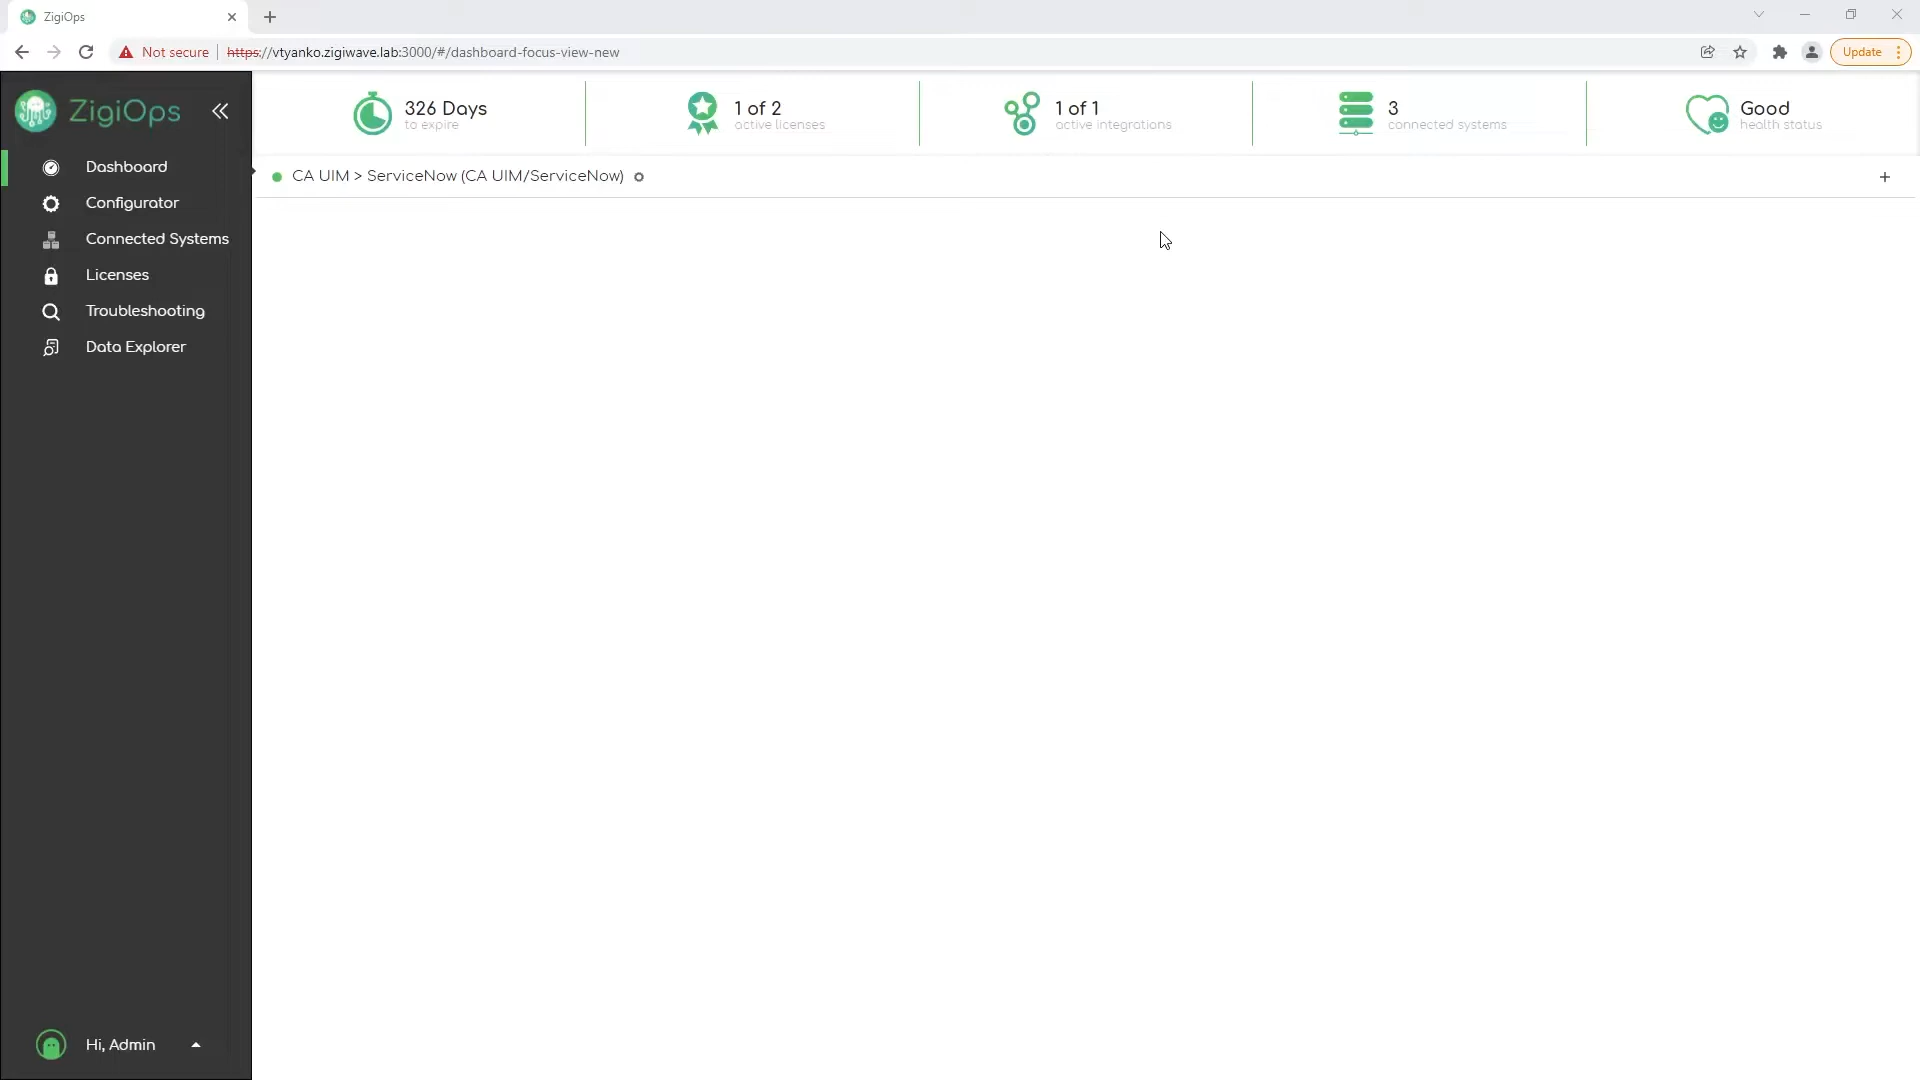 ZigiOps
Not secure
https://vtyanko.zigiwave.lab:3000/#/dashboard-focus-view-new
Update
ZigiOps
326 Days
to expire
1 of 2
active licenses
1 of 1
active integrations
3
connected systems
Good
health status
Dashboard
Configurator
Connected Systems
Licenses
Troubleshooting
Data Explorer
CA UIM > ServiceNow (CA UIM/ServiceNow)
Hi, Admin